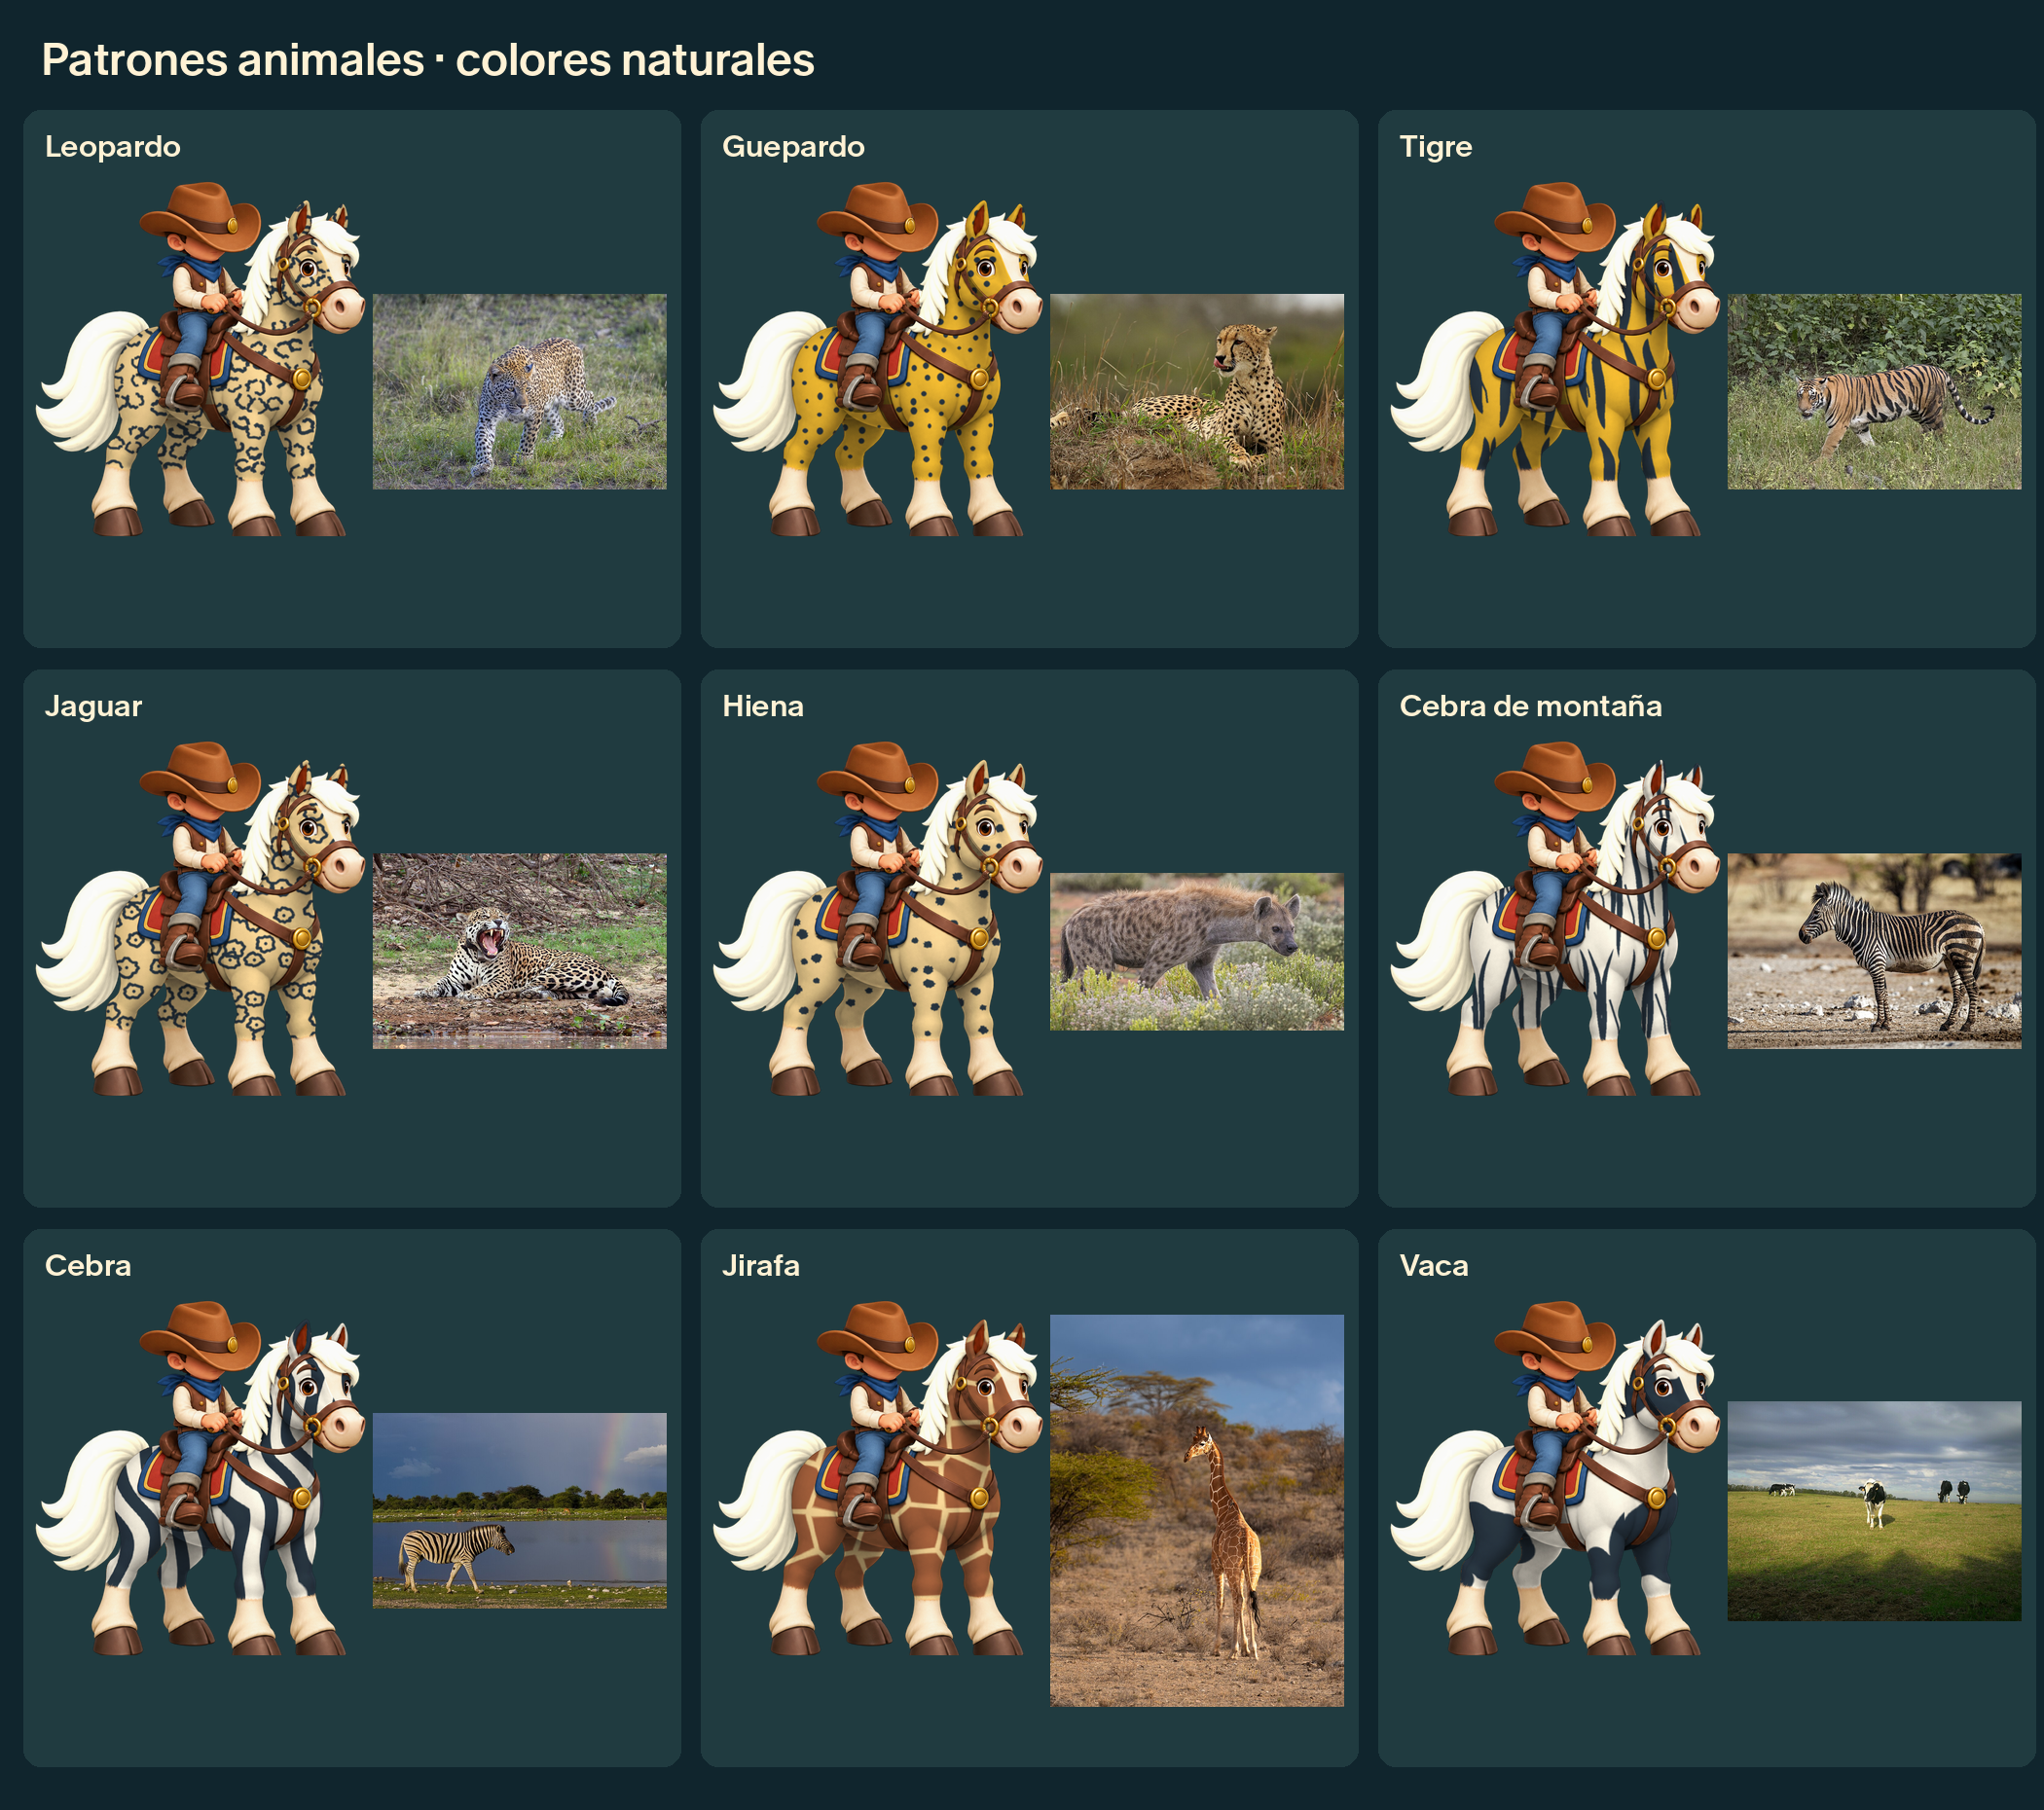 Patrones animales · colores naturales
Leopardo
Guepardo
Tigre
Jaguar
Hiena
Cebra de montaña
Cebra
Jirafa
Vaca